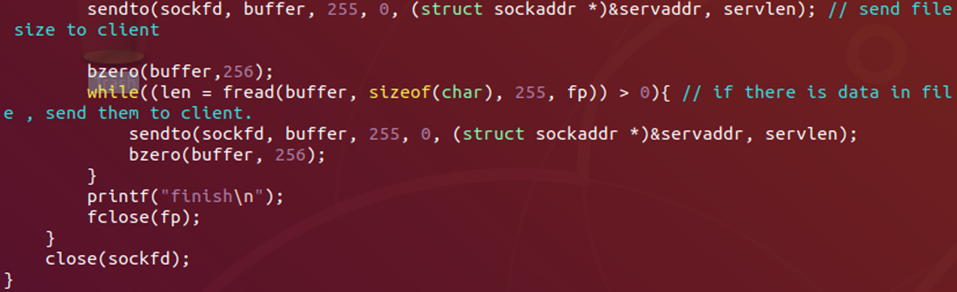 sendto(sockfd, buffer, 255, 0, (struct sockaddr *)&servaddr, servlen); // send file
size to client
bzero(buffer,256);
while((len = fread(buffer, sizeof(char), 255, fp)) > 0){ // if there is data in fil
e , send them to client.
sendto(sockfd, buffer, 255, 0, (struct sockaddr *)&servaddr, servlen);
bzero(buffer, 256);
}
printf("finish\n");
fclose(fp);
}
close(sockfd);
}